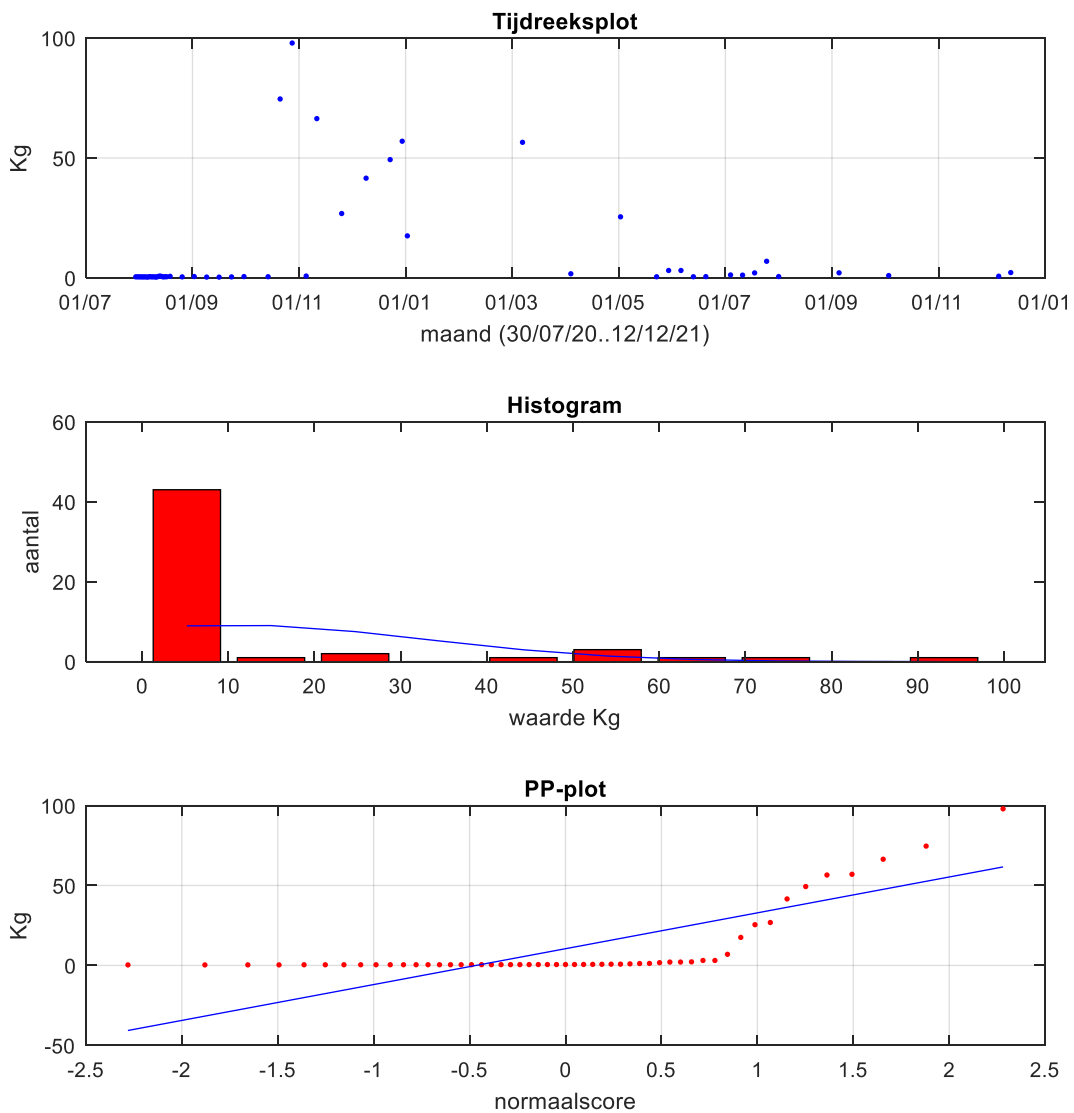 Tijdreeksplot
100
50
0
Kg
01/07 01/09 01/11 01/01 01/03 01/05 01/07 01/09 01/11 01/01
maand (30/07/20..12/12/21)
Histogram
60
40
20
0
aantal
0 10 20 30 40 50 60 70 80 90 100
waarde Kg
PP-plot
100
50
0
-50
Kg
-2.5 -2 -1.5 -1 -0.5 0 0.5 1 1.5 2 2.5
normaalscore